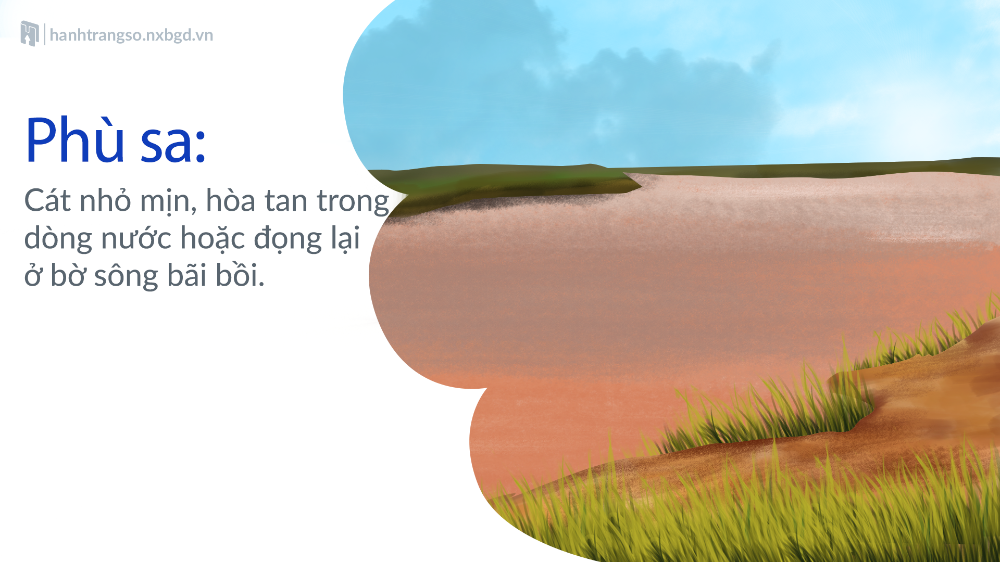 hanhtrangso.nxbgd.vn
Phù sa:
Cát nhỏ mịn, hòa tan trong
dòng nước hoặc đọng lại
ở bờ sông bãi bồi.